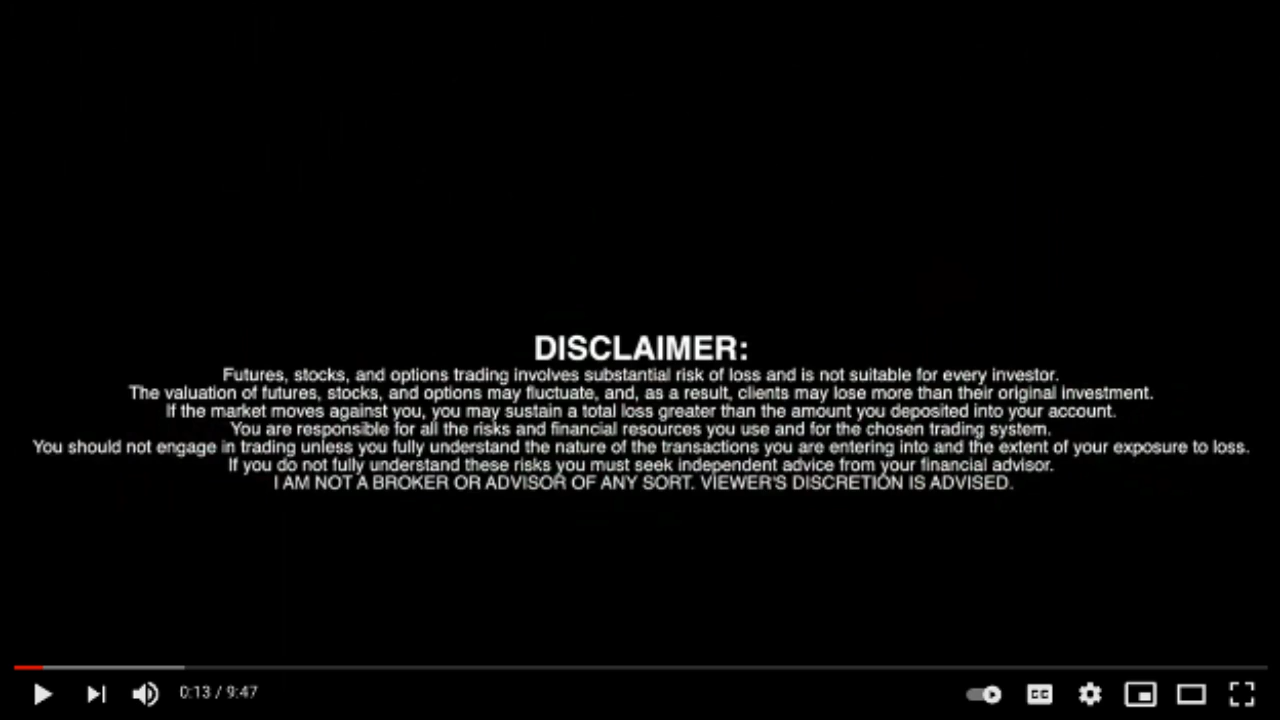 DISCLAIMER:
Futures, stocks, and options trading involves substantial risk of loss and is not suitable for every investor.
The valuation of futures, stocks, and options may fluctuate, and, as a result, clients may lose more than their original investment.
If the market moves against you, you may sustain a total loss greater than the amount you deposited into your account.
You are responsible for all the risks and financial resources you use and for the chosen trading system.
You should not engage in trading unless you fully understand the nature of the transactions you are entering into and the extent of your exposure to loss.
If you do not fully understand these risks you must seek independent advice from your financial advisor.
I AM NOT A BROKER OR ADVISOR OF ANY SORT. VIEWER'S DISCRETION IS ADVISED.
0:13 / 9:47
CC